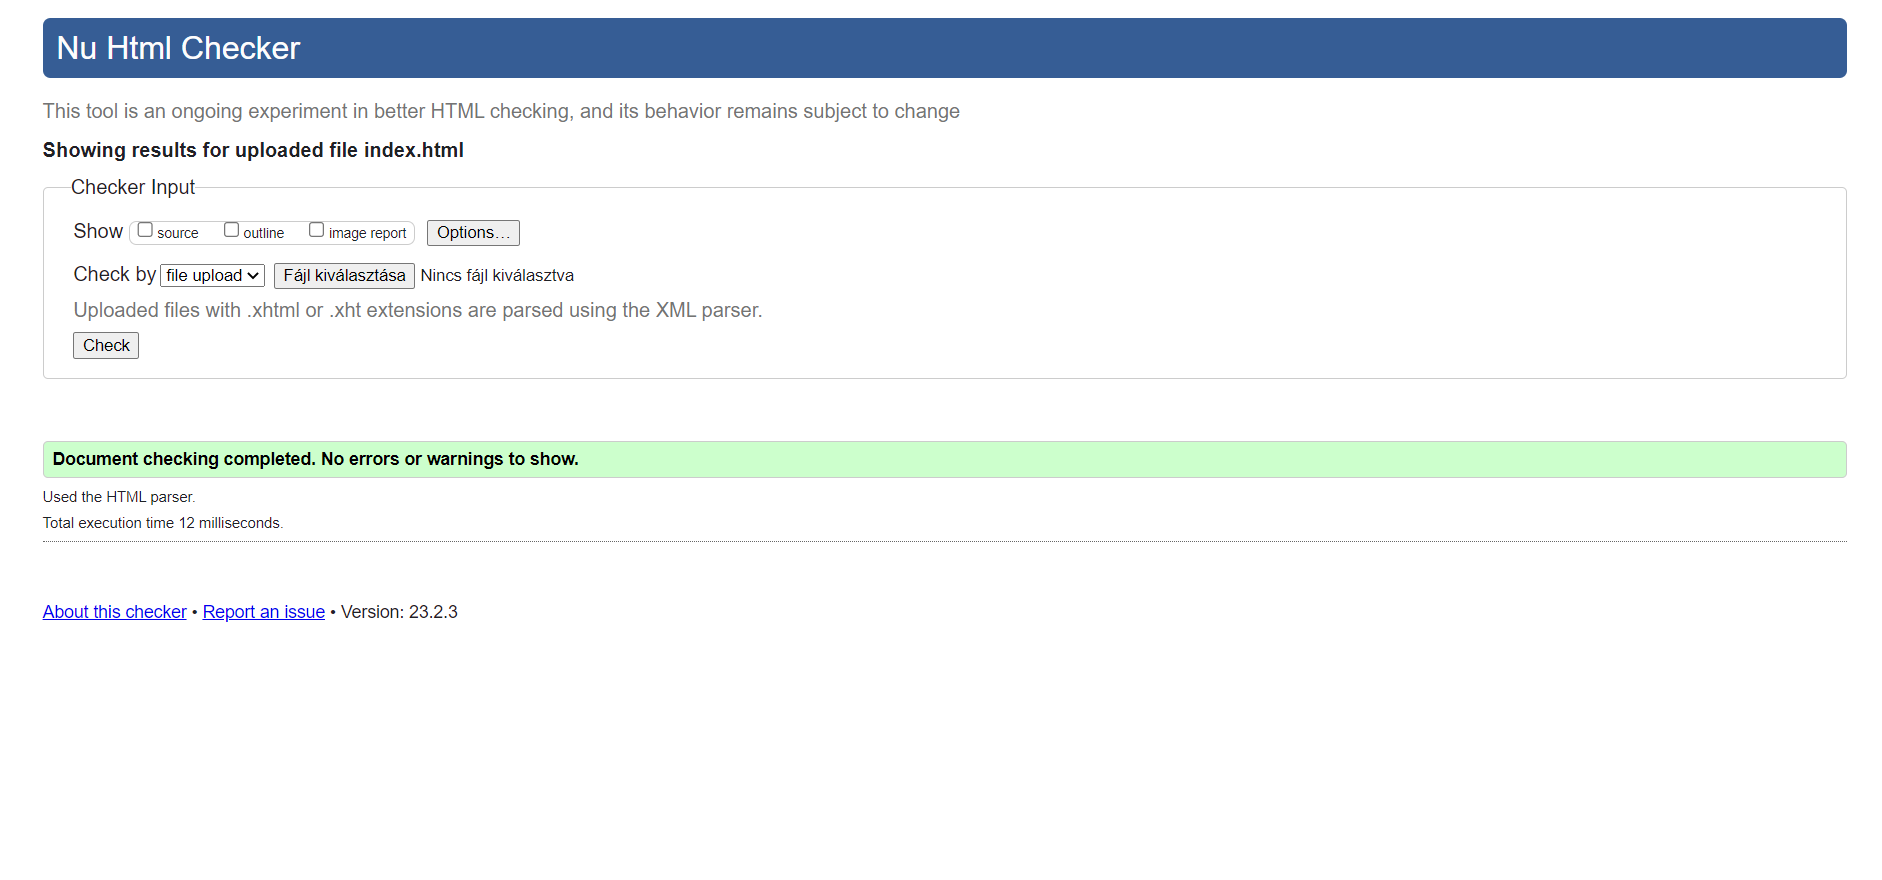 Nu Html Checker
This tool is an ongoing experiment in better HTML checking, and its behavior remains subject to change
Showing results for uploaded file index.html
Checker Input
Show source outline image report Options...
Check by file upload Fájl kiválasztása Nincs fájl kiválasztva
Uploaded files with .xhtml or .xht extensions are parsed using the XML parser.
Check
Document checking completed. No errors or warnings to show.
Used the HTML parser.
Total execution time 12 milliseconds.
About this checker • Report an issue • Version: 23.2.3